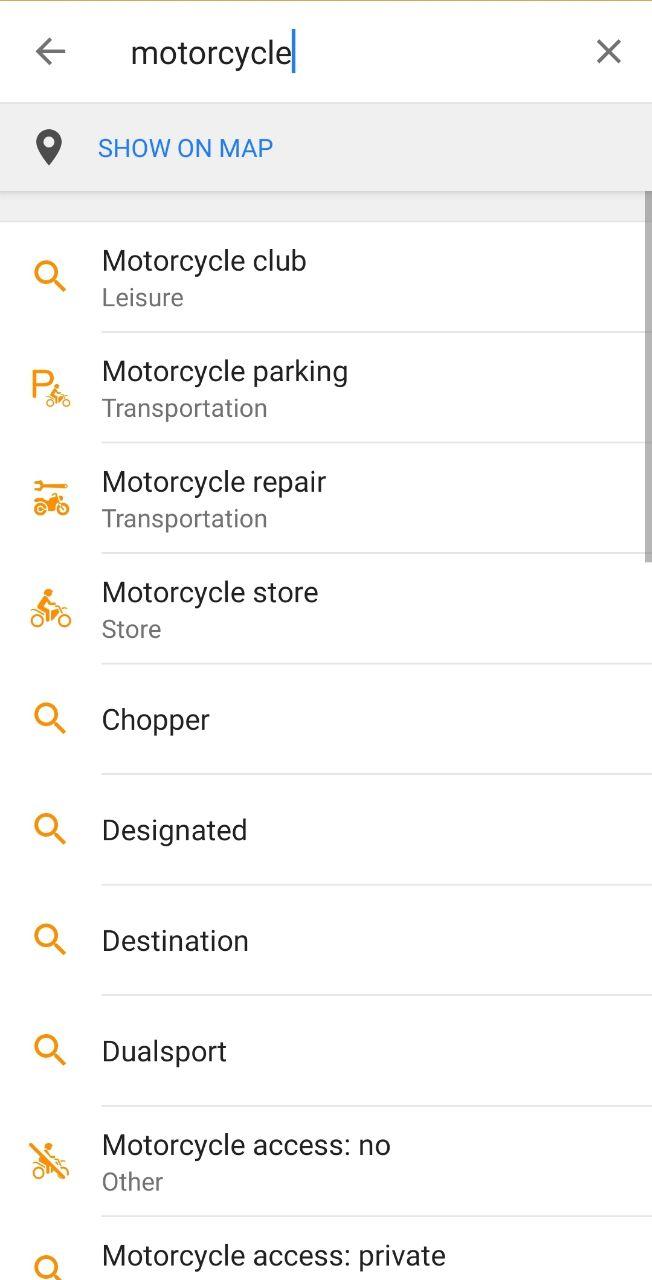 motorcycle
SHOW ON MAP
Motorcycle club
Leisure
P
Motorcycle parking
Transportation
Motorcycle repair
Transportation
Motorcycle store
Store
Chopper
Designated
Destination
Dualsport
Motorcycle access: no
Other
Motorcycle access: private